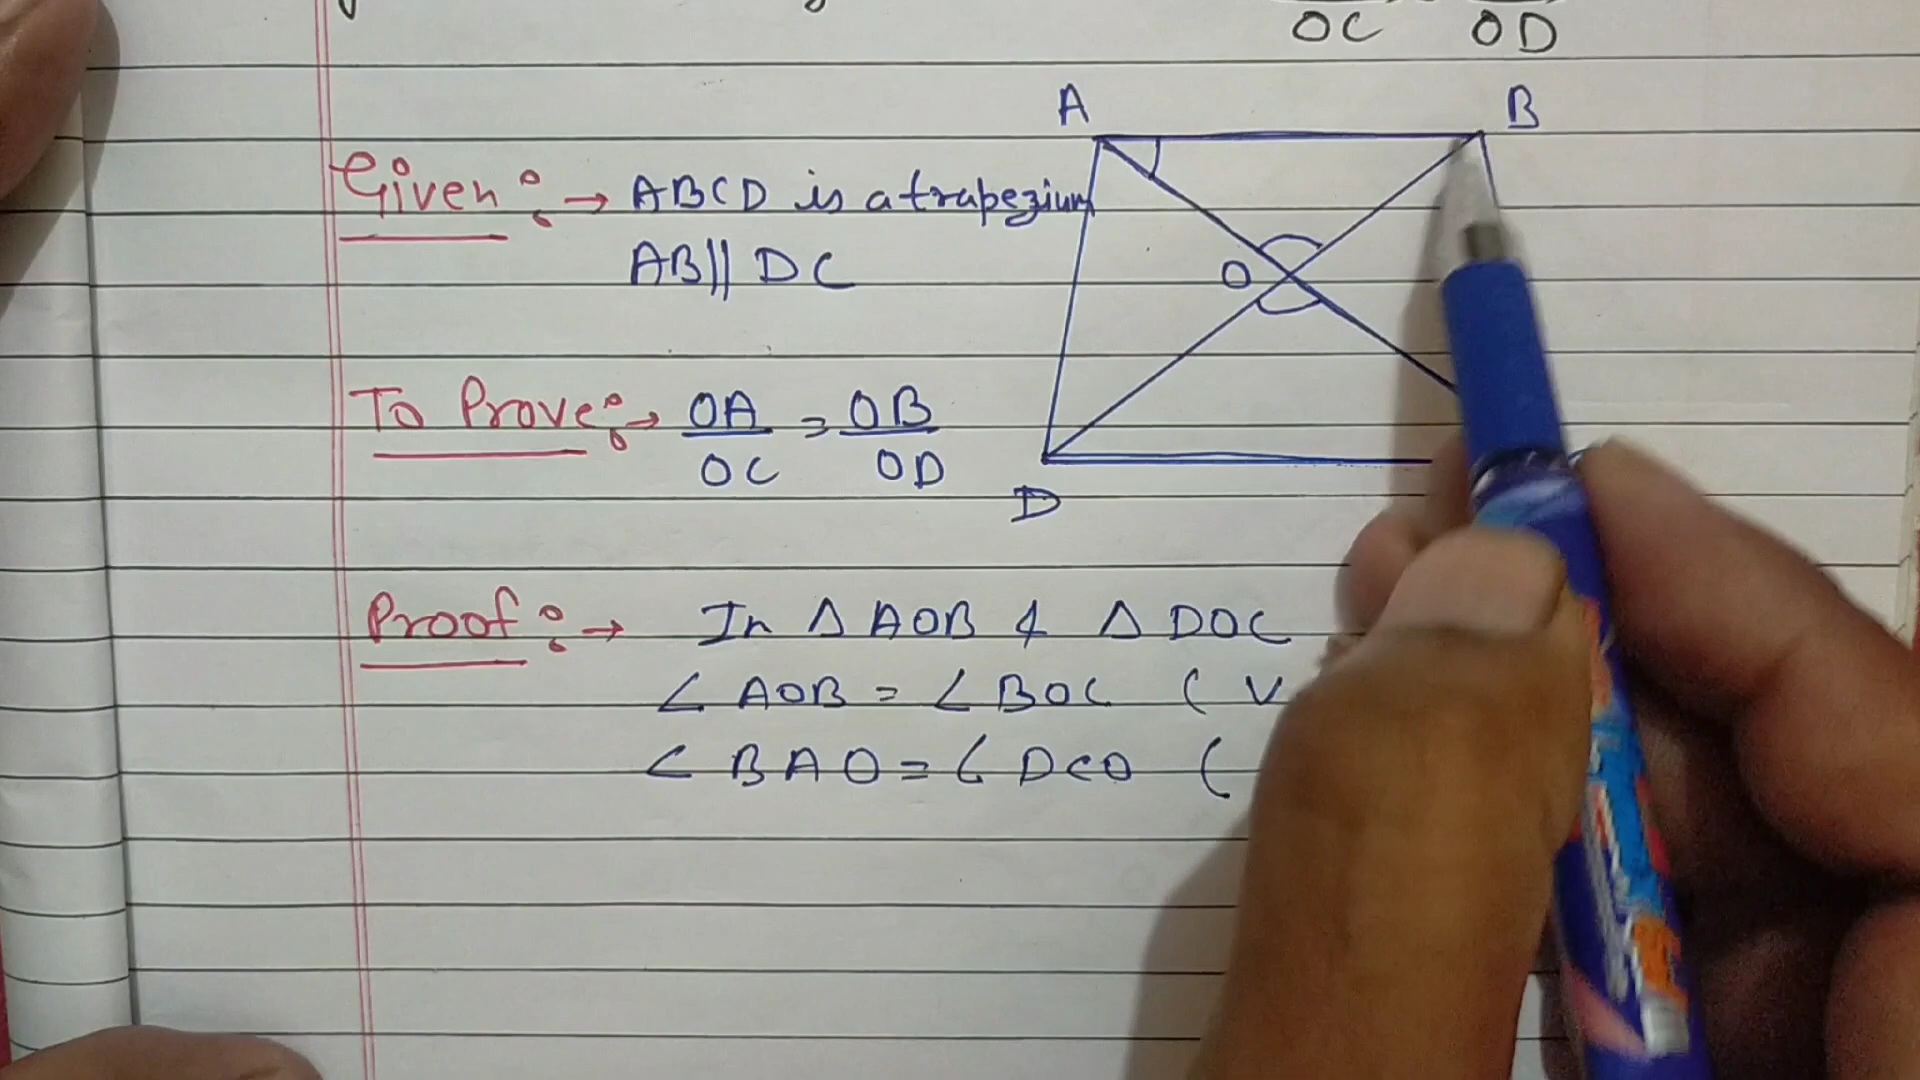 OC OD
A B
Given :→ ABCD is a trapezium
AB || DC
O
To Prove :→ OA/OC = OB/OD
D
Proof :→ In Δ AOB & Δ DOC
∠ AOB = ∠ BOC ( V
∠ BAO = ∠ DCO (